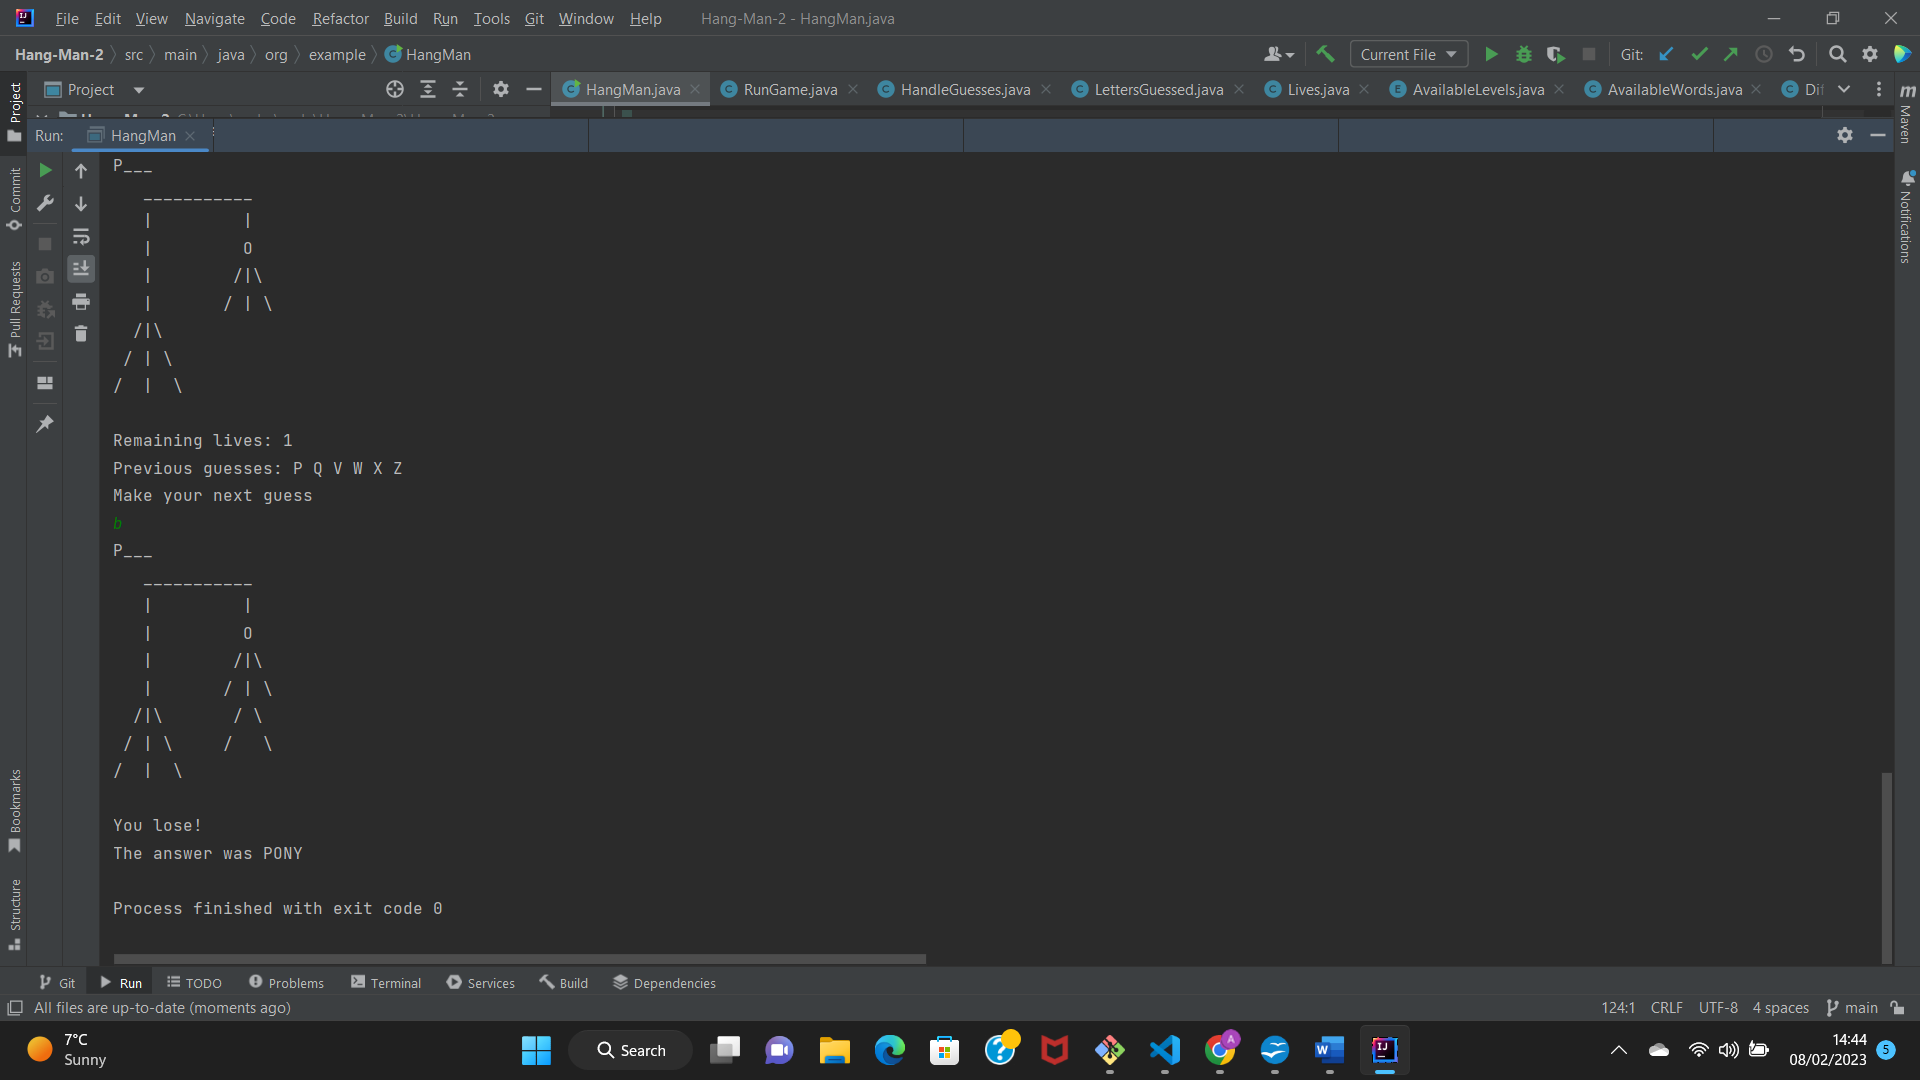 File Edit View Navigate Code Refactor Build Run Tools Git Window Help Hang-Man-2 - HangMan.java
Hang-Man-2 src main java org example HangMan Current File Git:
Project HangMan.java RunGame.java HandleGuesses.java LettersGuessed.java Lives.java AvailableLevels.java AvailableWords.java Dif
Run: HangMan
P___
   ___________
   |         |
   |         O
   |        /|\
   |       / | \
  /|\
 / | \
/  |  \
Remaining lives: 1
Previous guesses: P Q V W X Z
Make your next guess
b
P___
   ___________
   |         |
   |         O
   |        /|\
   |       / | \
  /|\       / \
 / | \     /   \
/  |  \
You lose!
The answer was PONY
Process finished with exit code 0
Project
Commit
Pull Requests
Bookmarks
Structure
Maven
Notifications
Git Run TODO Problems Terminal Services Build Dependencies
All files are up-to-date (moments ago) 124:1 CRLF UTF-8 4 spaces main
7°C
Sunny
Search
A
W
IJ
14:44
08/02/2023
5